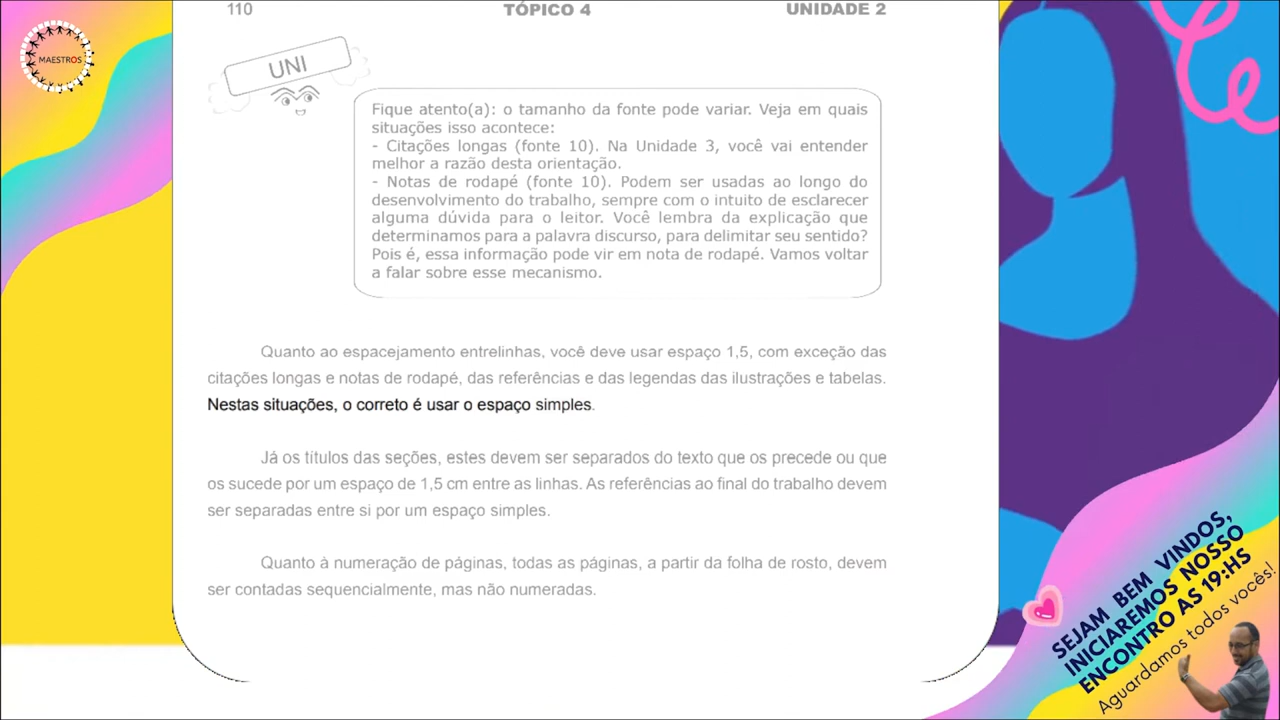 110
TÓPICO 4
UNIDADE 2
MAESTROS
UNI
Fique atento(a): o tamanho da fonte pode variar. Veja em quais
situações isso acontece:
- Citações longas (fonte 10). Na Unidade 3, você vai entender
melhor a razão desta orientação.
- Notas de rodapé (fonte 10). Podem ser usadas ao longo do
desenvolvimento do trabalho, sempre com o intuito de esclarecer
alguma dúvida para o leitor. Você lembra da explicação que
determinamos para a palavra discurso, para delimitar seu sentido?
Pois é, essa informação pode vir em nota de rodapé. Vamos voltar
a falar sobre esse mecanismo.
Quanto ao espacejamento entrelinhas, você deve usar espaço 1,5, com exceção das
citações longas e notas de rodapé, das referências e das legendas das ilustrações e tabelas.
Nestas situações, o correto é usar o espaço simples.
Já os títulos das seções, estes devem ser separados do texto que os precede ou que
os sucede por um espaço de 1,5 cm entre as linhas. As referências ao final do trabalho devem
ser separadas entre si por um espaço simples.
Quanto à numeração de páginas, todas as páginas, a partir da folha de rosto, devem
ser contadas sequencialmente, mas não numeradas.
SEJAM BEM VINDOS,
INICIAREMOS NOSSO
ENCONTRO AS 19:HS
Aguardamos todos vocês!